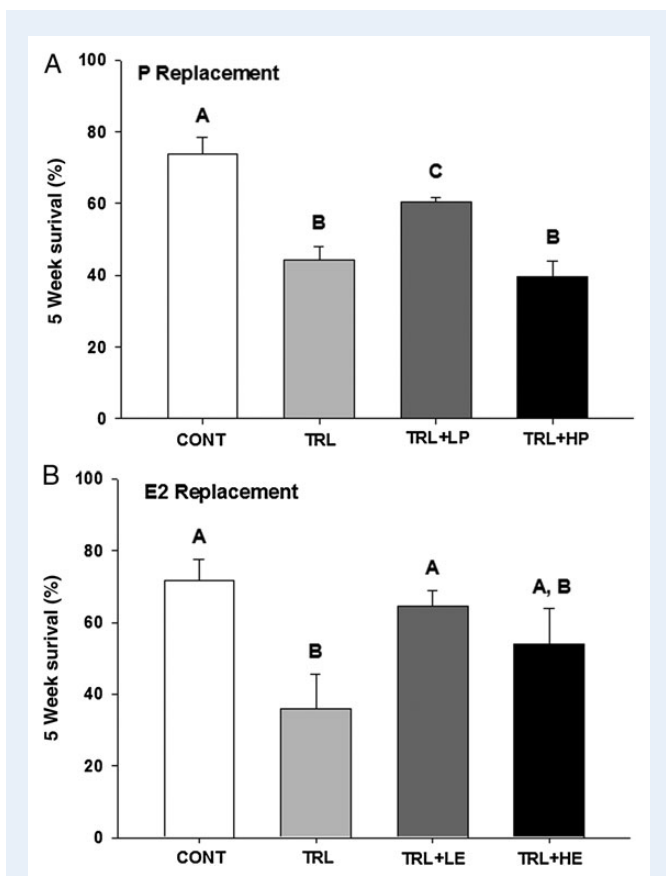 A
P Replacement
5 Week surival (%)
100
80
60
40
20
0
A
B
C
B
CONT TRL TRL+LP TRL+HP
B
E2 Replacement
5 Week surival (%)
100
80
60
40
20
0
A
B
A
A, B
CONT TRL TRL+LE TRL+HE